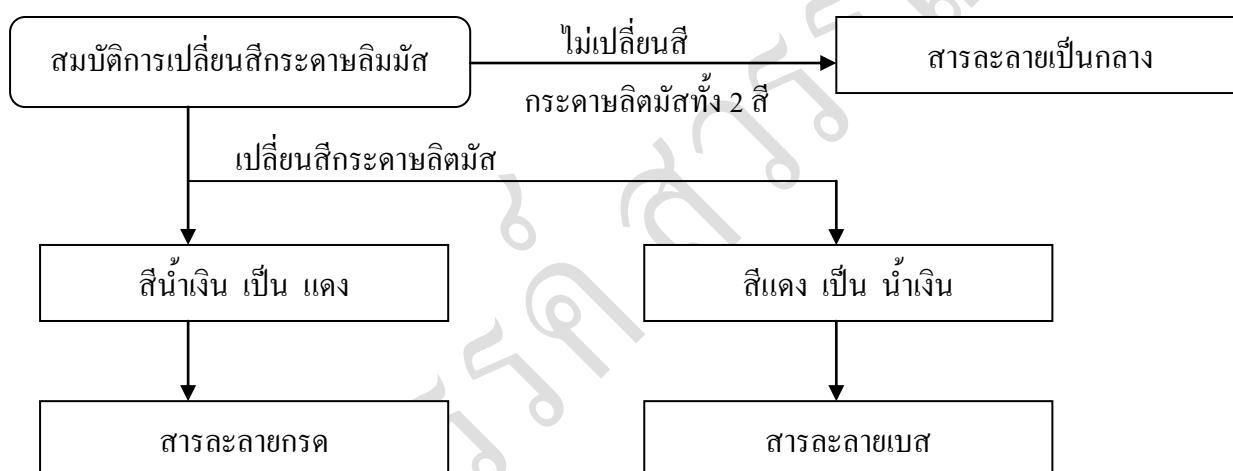 สมบัติการเปลี่ยนสีกระดาษลิมมัส
ไม่เปลี่ยนสี
กระดาษลิตมัสทั้ง 2 สี
สารละลายเป็นกลาง
เปลี่ยนสีกระดาษลิตมัส
สีน้ำเงิน เป็น แดง
สีแดง เป็น น้ำเงิน
สารละลายกรด
สารละลายเบส